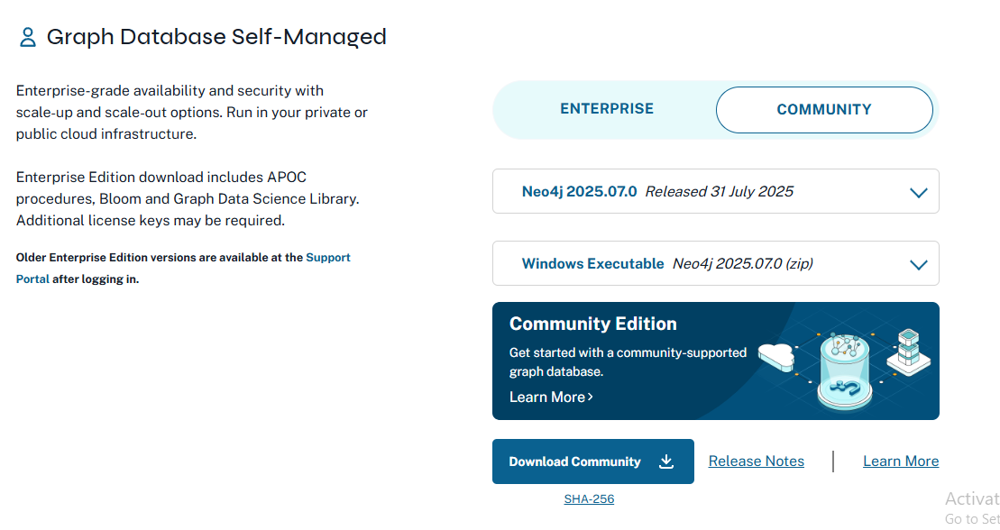 Graph Database Self-Managed
Enterprise-grade availability and security with
scale-up and scale-out options. Run in your private or
public cloud infrastructure.
Enterprise Edition download includes APOC
procedures, Bloom and Graph Data Science Library.
Additional license keys may be required.
Older Enterprise Edition versions are available at the Support
Portal after logging in.
ENTERPRISE
COMMUNITY
Neo4j 2025.07.0 Released 31 July 2025
Windows Executable Neo4j 2025.07.0 (zip)
Community Edition
Get started with a community-supported
graph database.
Learn More ›
Download Community
Release Notes | Learn More
SHA-256
Activat
Go to Set